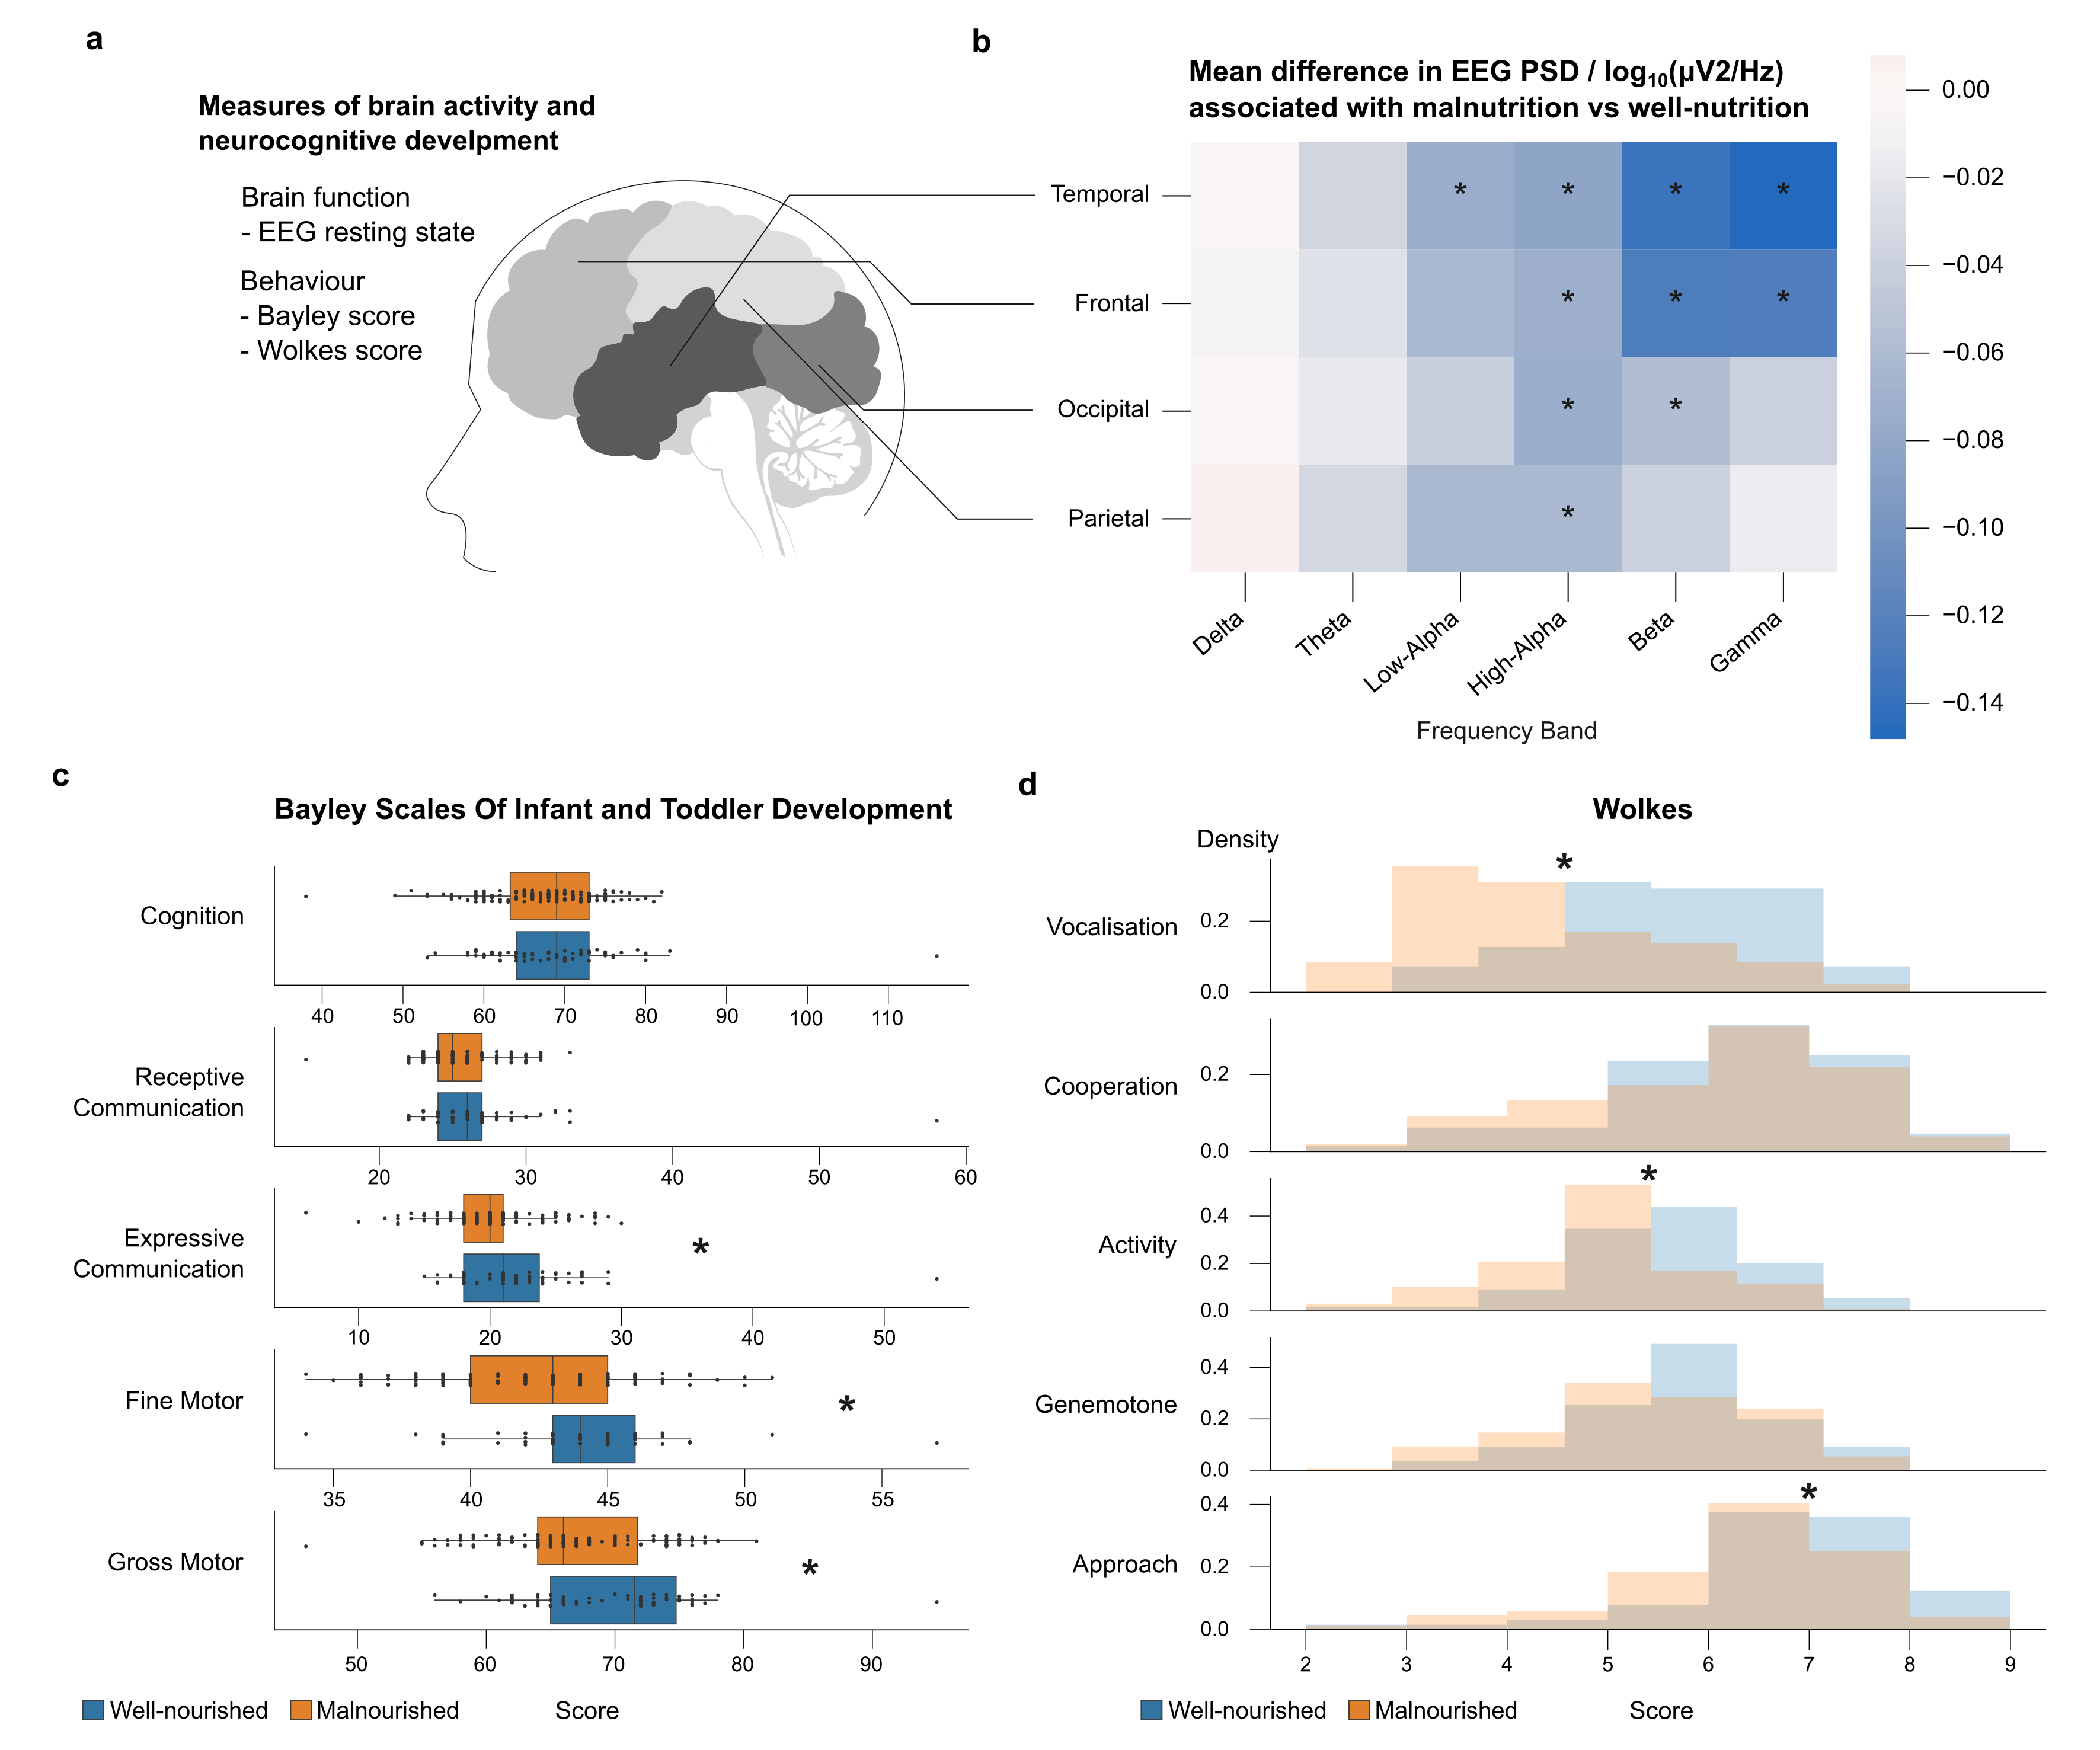 a
Measures of brain activity and
neurocognitive develpment
Brain function
- EEG resting state
Behaviour
- Bayley score
- Wolkes score
b
Mean difference in EEG PSD / log₁₀(µV2/Hz)
associated with malnutrition vs well-nutrition
Temporal
Frontal
Occipital
Parietal
* * * *
* * *
* *
*
Delta
Theta
Low-Alpha
High-Alpha
Beta
Gamma
Frequency Band
0.00
−0.02
−0.04
−0.06
−0.08
−0.10
−0.12
−0.14
c
Bayley Scales Of Infant and Toddler Development
Cognition
40 50 60 70 80 90 100 110
Receptive
Communication
20 30 40 50 60
Expressive
Communication
*
10 20 30 40 50
Fine Motor
*
35 40 45 50 55
Gross Motor
*
50 60 70 80 90
Well-nourished Malnourished Score
d
Wolkes
Density
*
Vocalisation
0.2
0.0
Cooperation
0.2
0.0
*
Activity
0.4
0.2
0.0
Genemotone
0.4
0.2
0.0
*
Approach
0.4
0.2
0.0
2 3 4 5 6 7 8 9
Well-nourished Malnourished Score